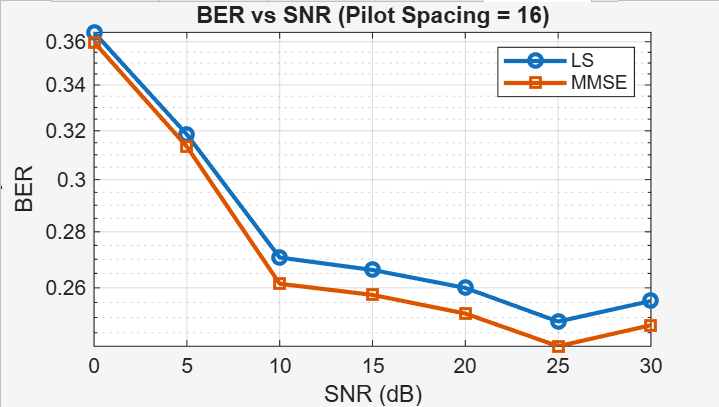 BER vs SNR (Pilot Spacing = 16)
LS
MMSE
BER
0.36
0.34
0.32
0.3
0.28
0.26
0 5 10 15 20 25 30
SNR (dB)